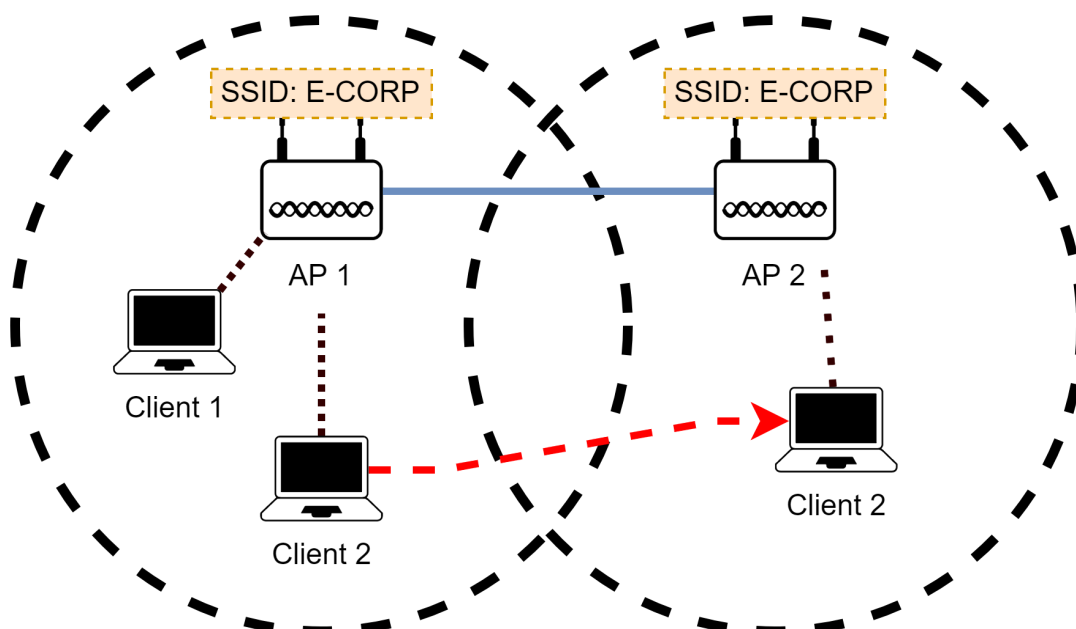 SSID: E-CORP
SSID: E-CORP
AP 1
AP 2
Client 1
Client 2
Client 2